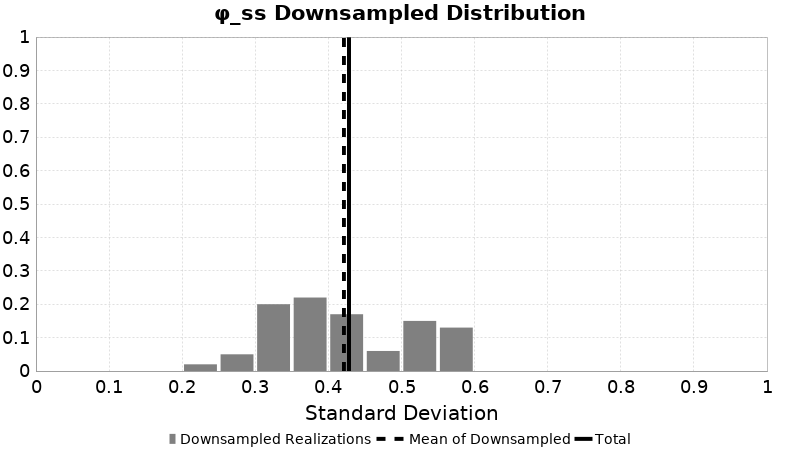 φ_ss Downsampled Distribution
1
0.9
0.8
0.7
0.6
0.5
0.4
0.3
0.2
0.1
0
0 0.1 0.2 0.3 0.4 0.5 0.6 0.7 0.8 0.9 1
Standard Deviation
Downsampled Realizations Mean of Downsampled Total